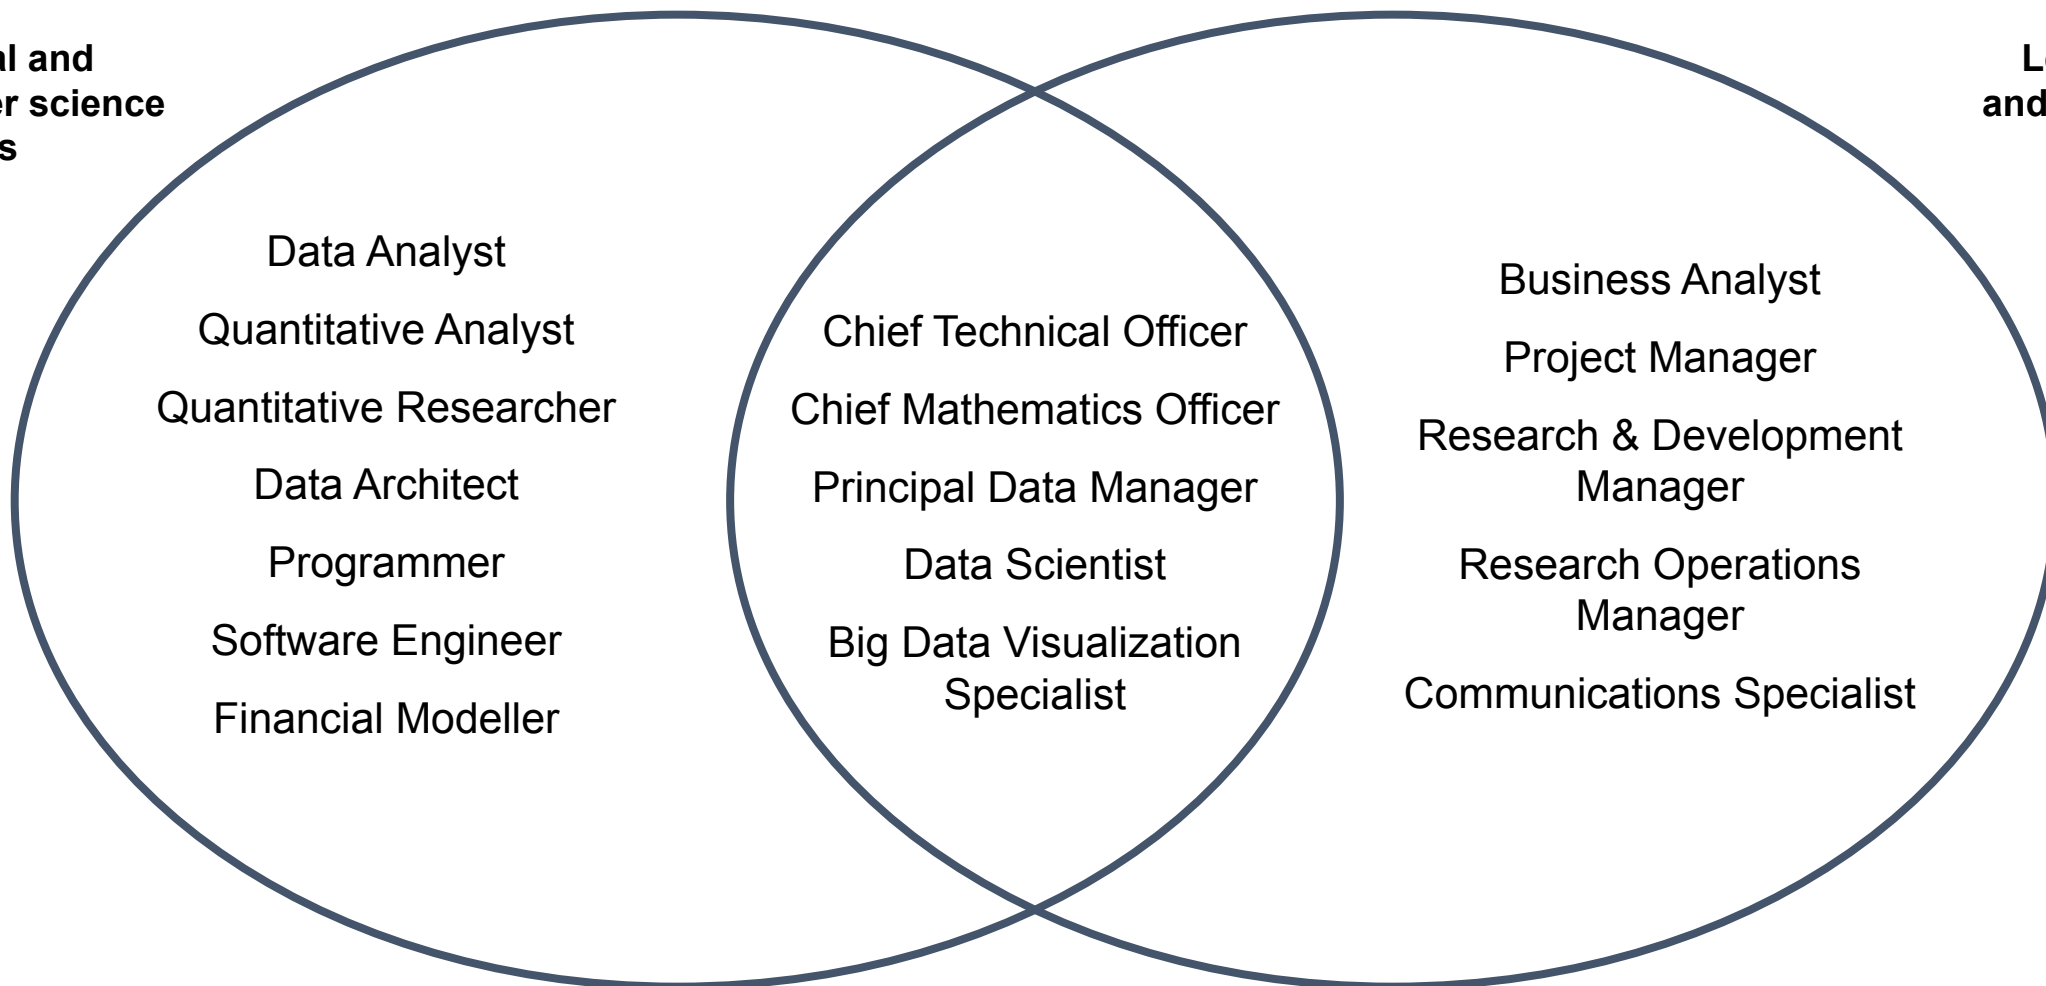 al and
er science
s
L
and
Data Analyst
Quantitative Analyst
Quantitative Researcher
Data Architect
Programmer
Software Engineer
Financial Modeller
Chief Technical Officer
Chief Mathematics Officer
Principal Data Manager
Data Scientist
Big Data Visualization
Specialist
Business Analyst
Project Manager
Research & Development
Manager
Research Operations
Manager
Communications Specialist